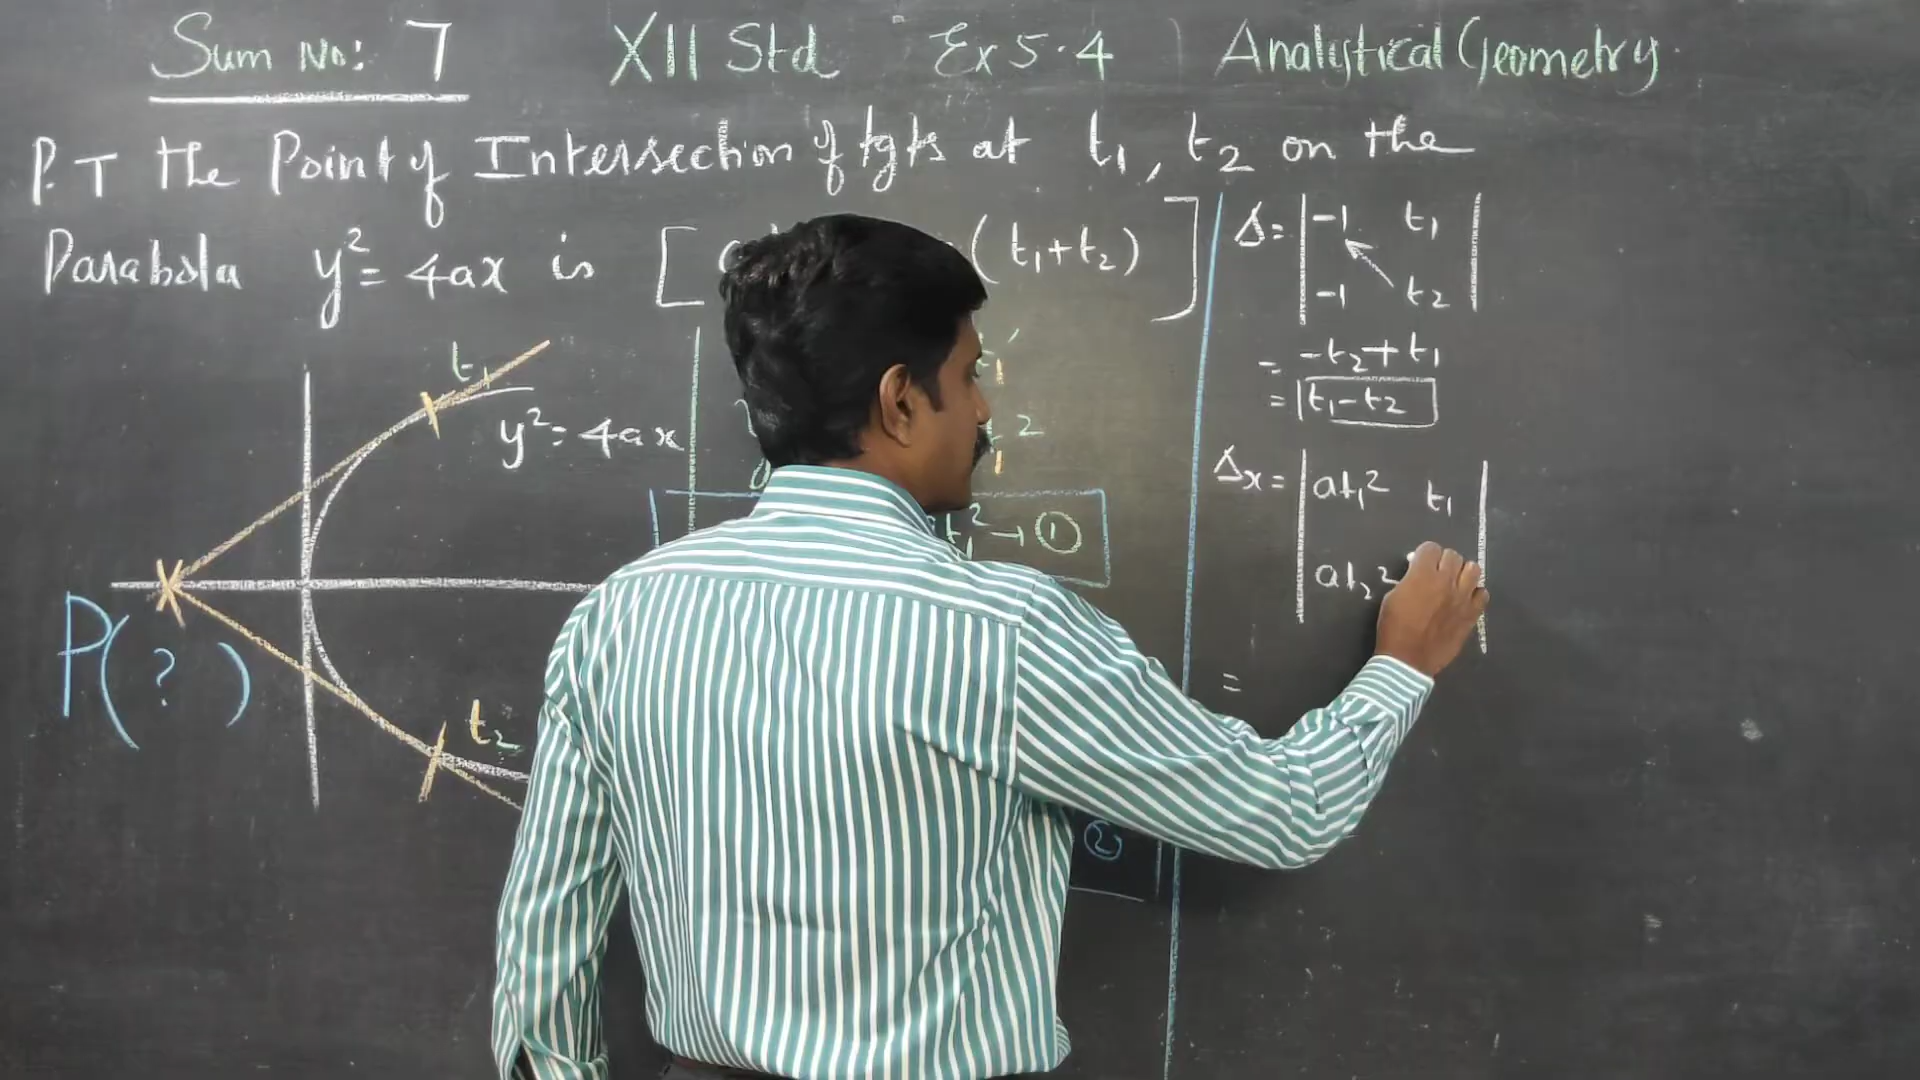 Sum No: 7 XII Std Ex 5.4 Analytical Geometry
P.T the Point of Intersection of tgts at t₁, t₂ on the
Parabola y² = 4ax is [ a (t₁+t₂) ]
t₁
y² = 4ax
P( ? )
t₂
t₁² → ①
②
Δ = | -1 t₁ |
| -1 t₂ |
= -t₂ + t₁
= t₁ - t₂
Δx = | at₁² t₁ |
| at₂²
=